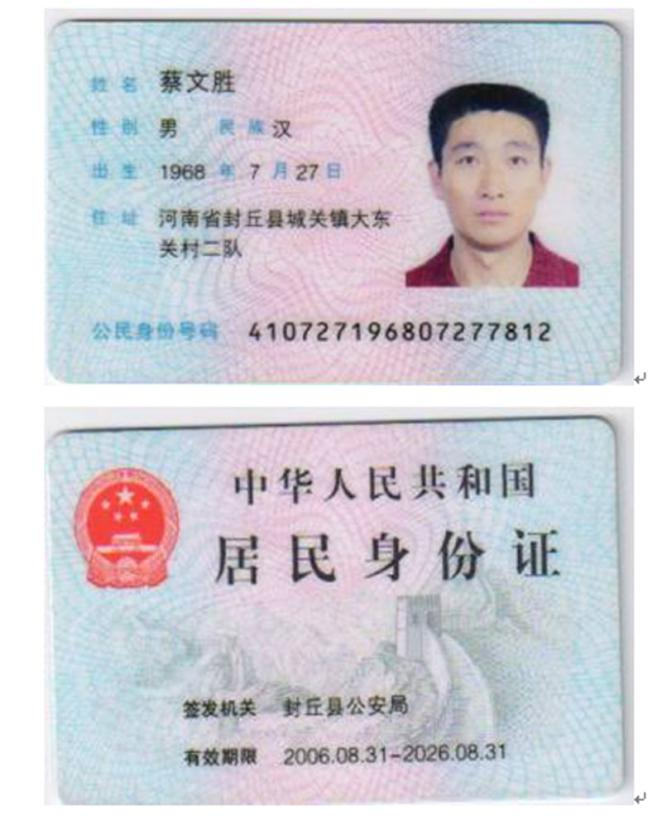 姓名 蔡文胜
性别 男 民族 汉
出生 1968 年 7 月 27 日
住址 河南省封丘县城关镇大东
关村二队
公民身份号码 410727196807277812
中华人民共和国
居民身份证
签发机关 封丘县公安局
有效期限 2006.08.31-2026.08.31